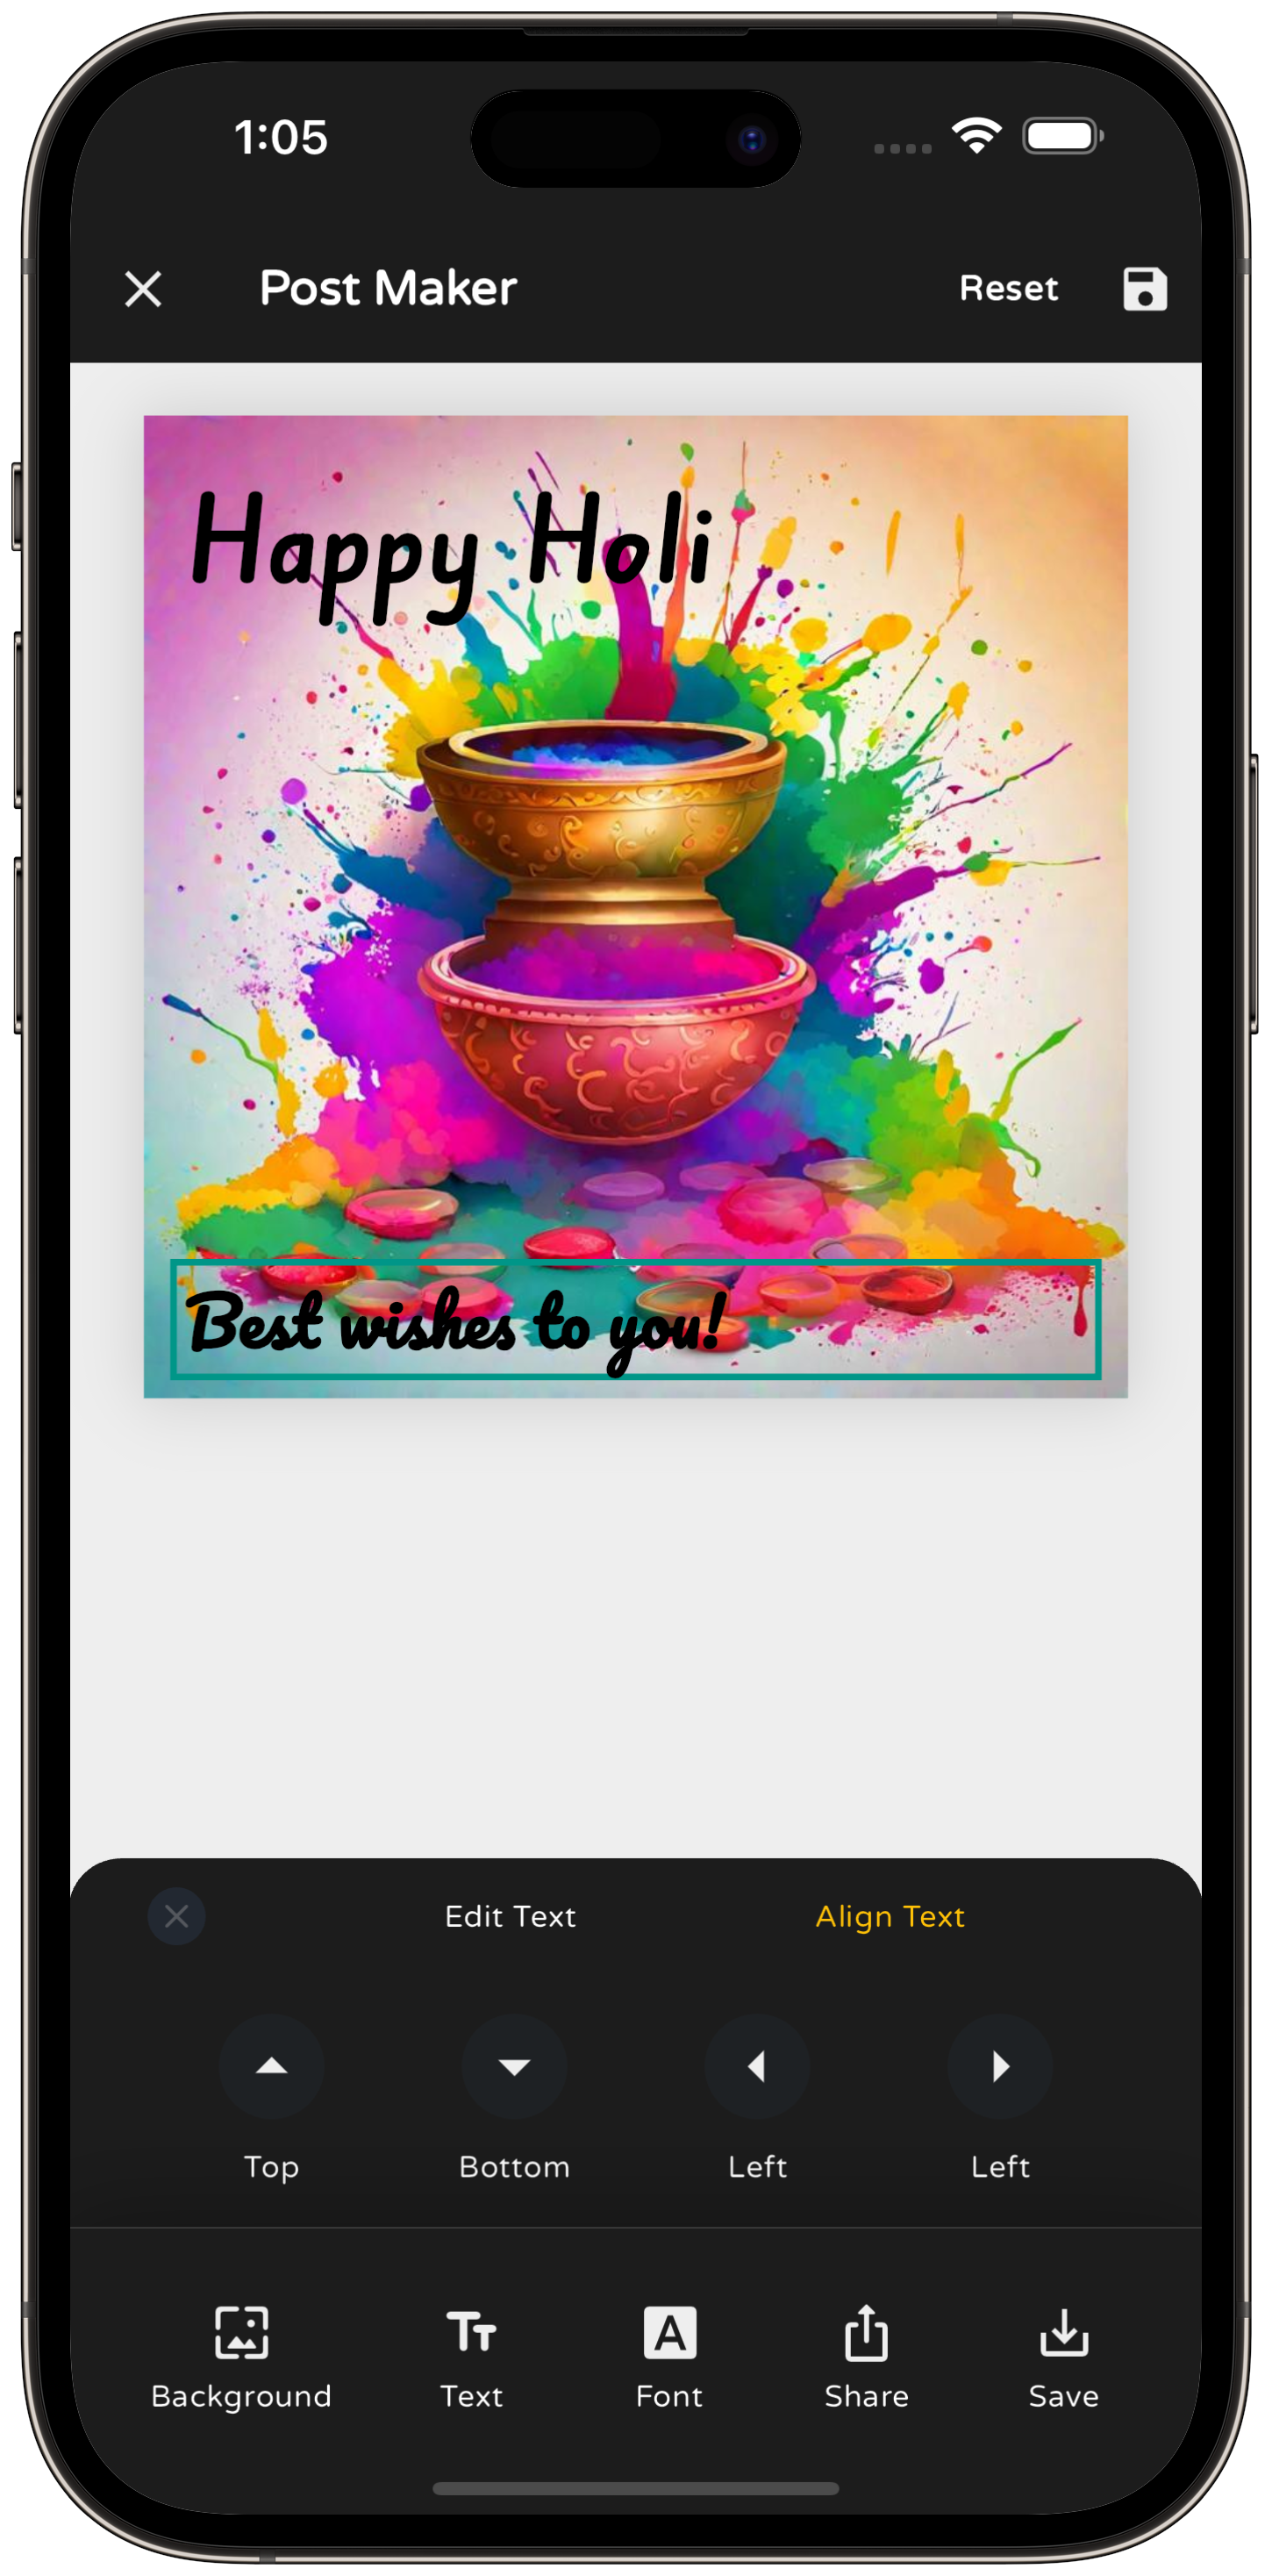 1:05
Post Maker Reset
Happy Holi
Best wishes to you!
Edit Text Align Text
Top Bottom Left Left
Background Text Font Share Save